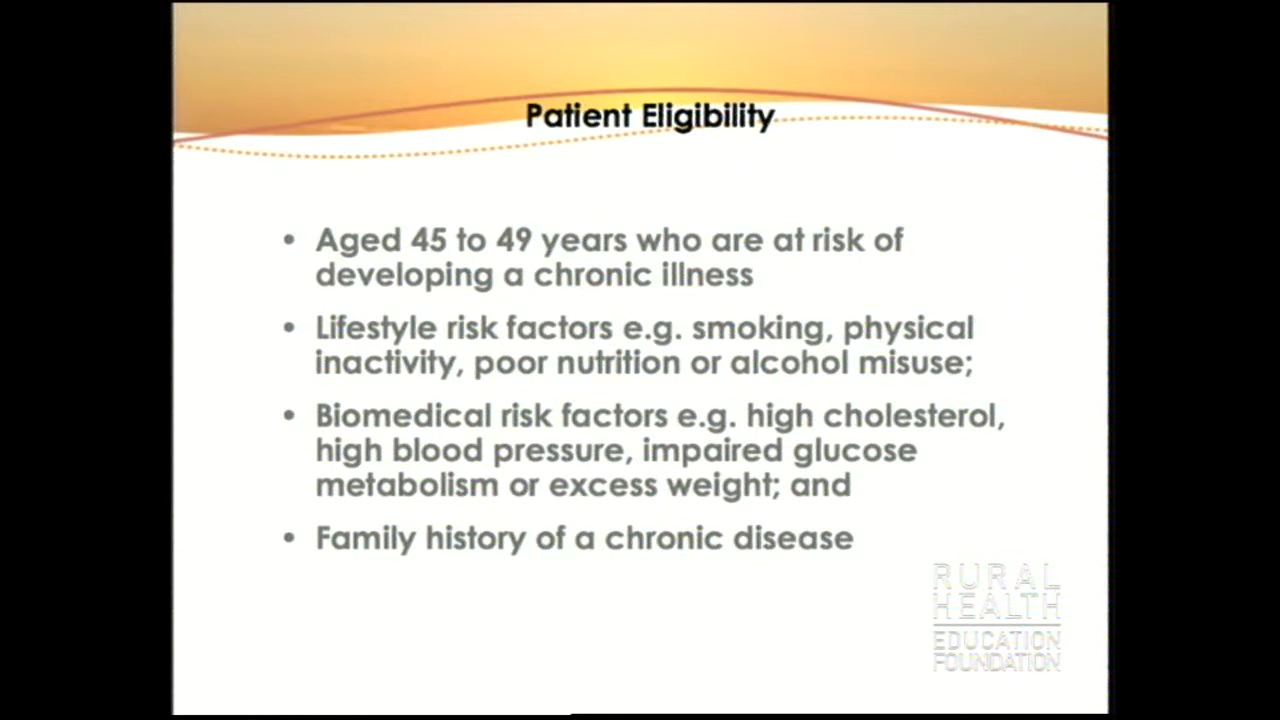 Patient Eligibility
• Aged 45 to 49 years who are at risk of
developing a chronic illness
• Lifestyle risk factors e.g. smoking, physical
inactivity, poor nutrition or alcohol misuse;
• Biomedical risk factors e.g. high cholesterol,
high blood pressure, impaired glucose
metabolism or excess weight; and
• Family history of a chronic disease
RURAL
HEALTH
EDUCATION
FOUNDATION